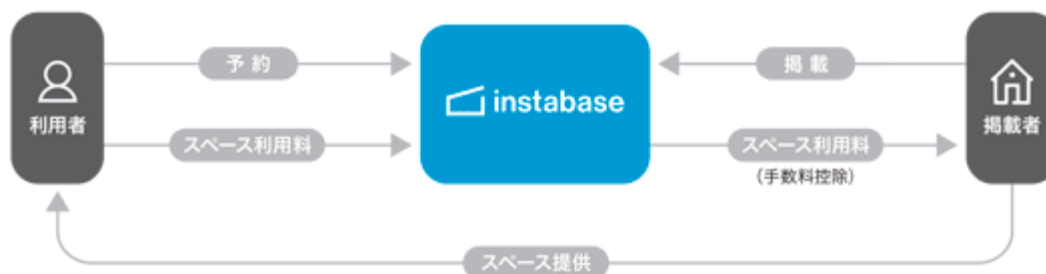 予約
掲載
instabase
利用者
掲載者
スペース利用料
スペース利用料
(手数料控除)
スペース提供